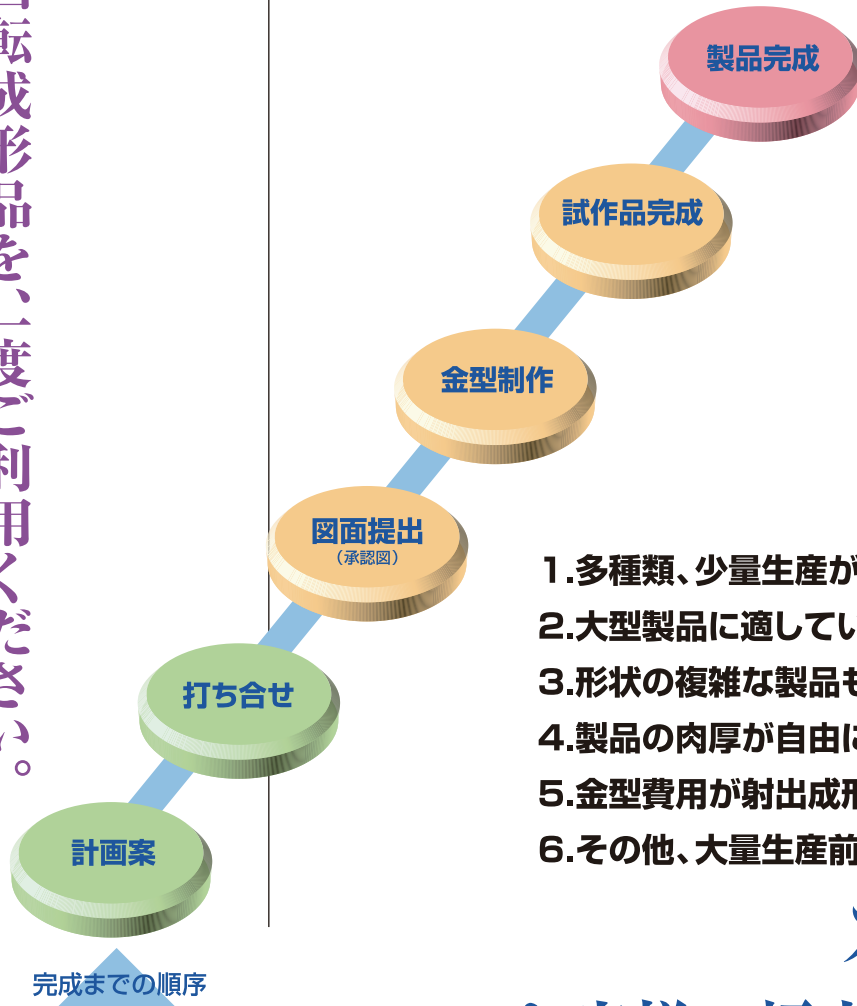 転成形品を、一度ご利用ください。
製品完成
試作品完成
金型制作
図面提出
（承認図）
打ち合せ
計画案
完成までの順序
1.多種類、少量生産が
2.大型製品に適してい
3.形状の複雑な製品も
4.製品の肉厚が自由に
5.金型費用が射出成形
6.その他、大量生産前